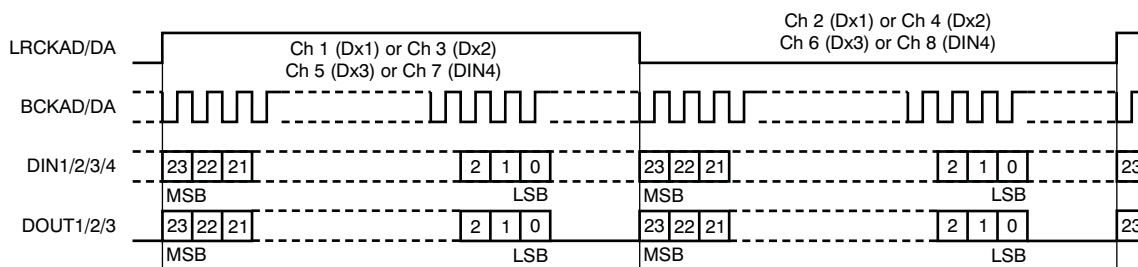 Ch 2 (Dx1) or Ch 4 (Dx2)
Ch 6 (Dx3) or Ch 8 (DIN4)
LRCKAD/DA
Ch 1 (Dx1) or Ch 3 (Dx2)
Ch 5 (Dx3) or Ch 7 (DIN4)
BCKAD/DA
DIN1/2/3/4 23 22 21 2 1 0 23 22 21 2 1 0 23
MSB LSB MSB LSB
DOUT1/2/3 23 22 21 2 1 0 23 22 21 2 1 0 23
MSB LSB MSB LSB